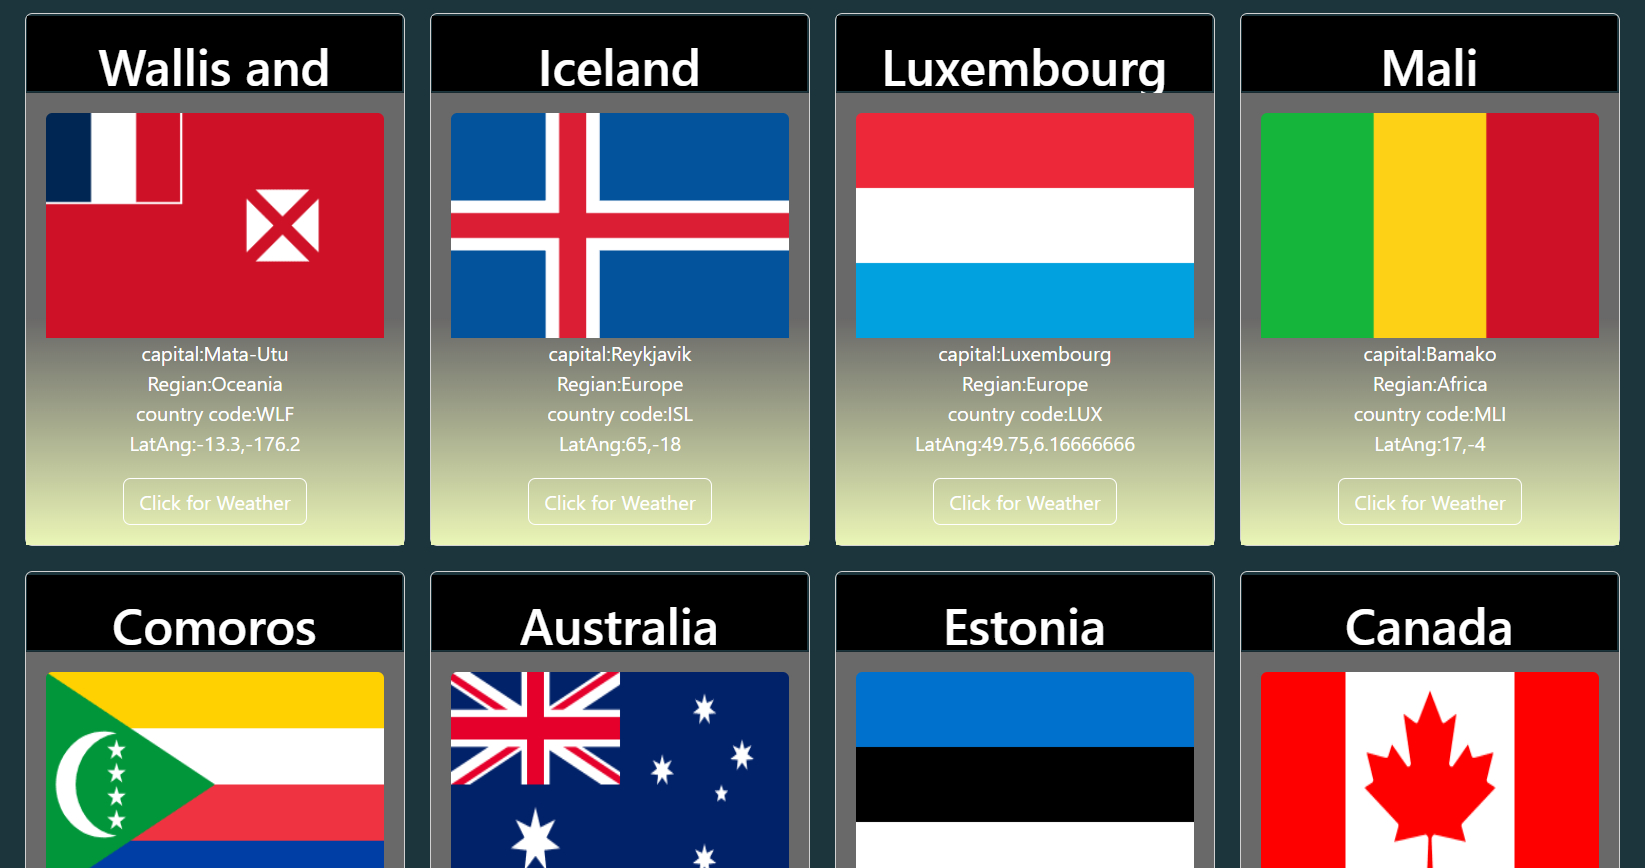 Wallis and
Iceland
Luxembourg
Mali
capital:Mata-Utu
Regian:Oceania
country code:WLF
LatAng:-13.3,-176.2
Click for Weather
capital:Reykjavik
Regian:Europe
country code:ISL
LatAng:65,-18
Click for Weather
capital:Luxembourg
Regian:Europe
country code:LUX
LatAng:49.75,6.16666666
Click for Weather
capital:Bamako
Regian:Africa
country code:MLI
LatAng:17,-4
Click for Weather
Comoros
Australia
Estonia
Canada